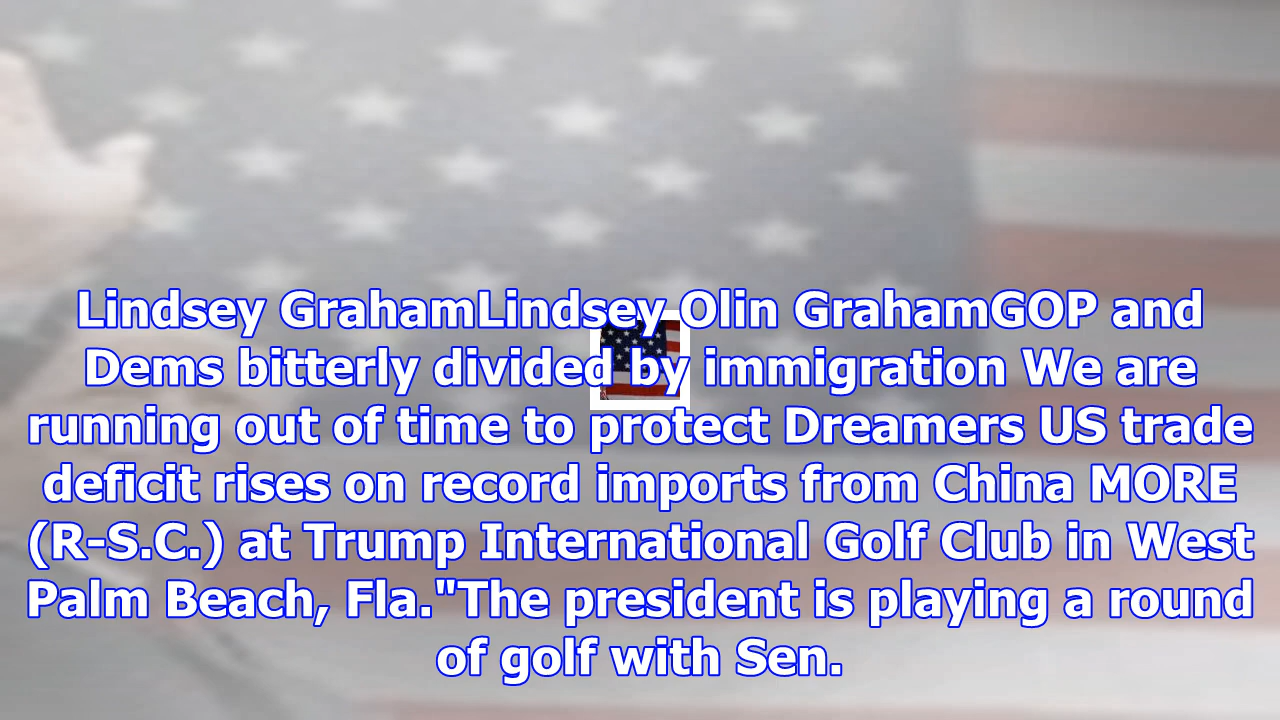 Lindsey GrahamLindsey Olin GrahamGOP and
Dems bitterly divided by immigration We are
running out of time to protect Dreamers US trade
deficit rises on record imports from China MORE
(R-S.C.) at Trump International Golf Club in West
Palm Beach, Fla."The president is playing a round
of golf with Sen.